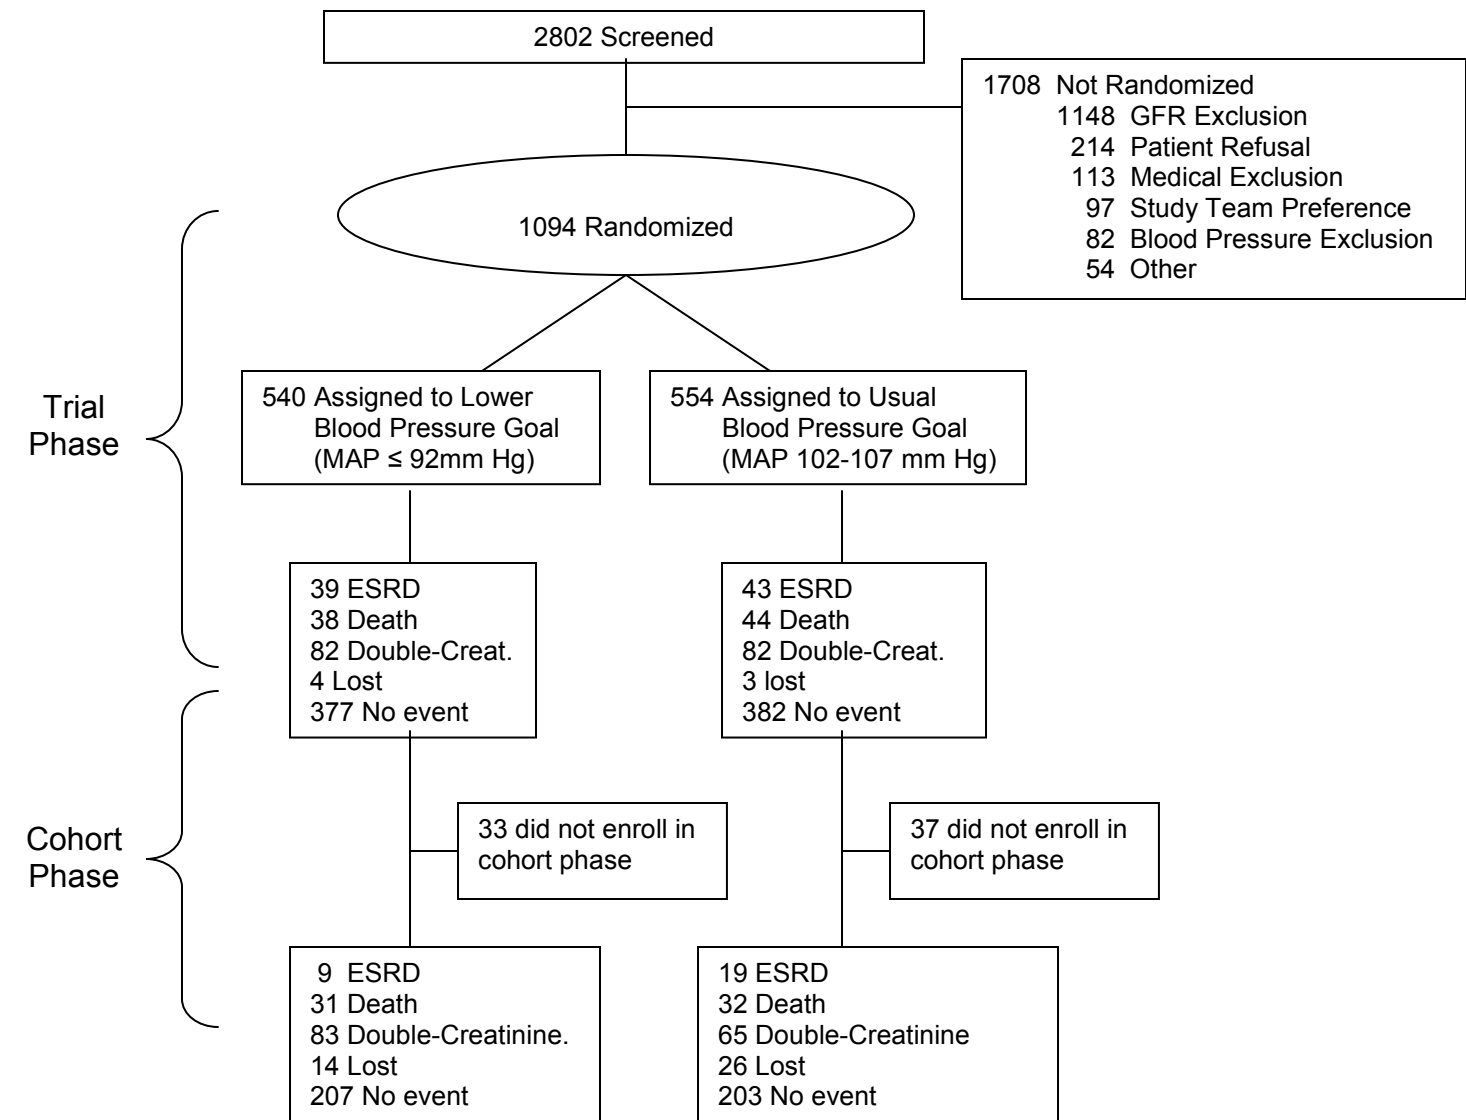 2802 Screened
1708 Not Randomized
1148 GFR Exclusion
214 Patient Refusal
113 Medical Exclusion
97 Study Team Preference
82 Blood Pressure Exclusion
54 Other
1094 Randomized
Trial
Phase
540 Assigned to Lower
Blood Pressure Goal
(MAP ≤ 92mm Hg)
554 Assigned to Usual
Blood Pressure Goal
(MAP 102-107 mm Hg)
39 ESRD
38 Death
82 Double-Creat.
4 Lost
377 No event
43 ESRD
44 Death
82 Double-Creat.
3 lost
382 No event
Cohort
Phase
33 did not enroll in
cohort phase
37 did not enroll in
cohort phase
9 ESRD
31 Death
83 Double-Creatinine.
14 Lost
207 No event
19 ESRD
32 Death
65 Double-Creatinine
26 Lost
203 No event